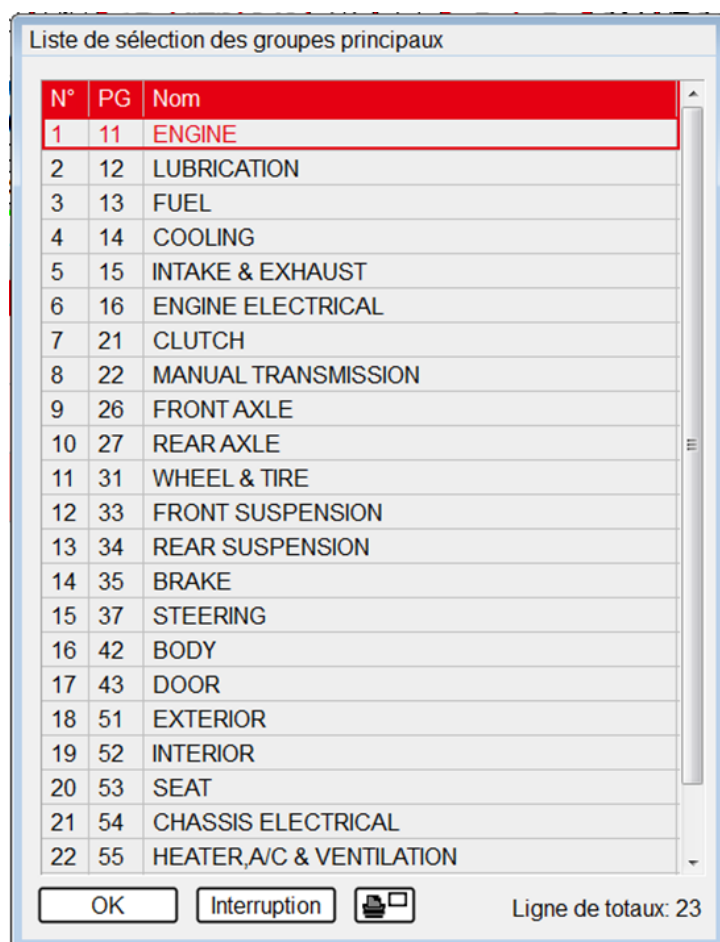 Liste de sélection des groupes principaux
N° PG Nom
1 11 ENGINE
2 12 LUBRICATION
3 13 FUEL
4 14 COOLING
5 15 INTAKE & EXHAUST
6 16 ENGINE ELECTRICAL
7 21 CLUTCH
8 22 MANUAL TRANSMISSION
9 26 FRONT AXLE
10 27 REAR AXLE
11 31 WHEEL & TIRE
12 33 FRONT SUSPENSION
13 34 REAR SUSPENSION
14 35 BRAKE
15 37 STEERING
16 42 BODY
17 43 DOOR
18 51 EXTERIOR
19 52 INTERIOR
20 53 SEAT
21 54 CHASSIS ELECTRICAL
22 55 HEATER,A/C & VENTILATION
OK Interruption Ligne de totaux: 23